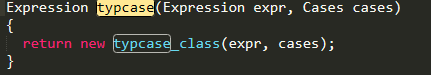 Expression typcase(Expression expr, Cases cases)
{
  return new typcase_class(expr, cases);
}